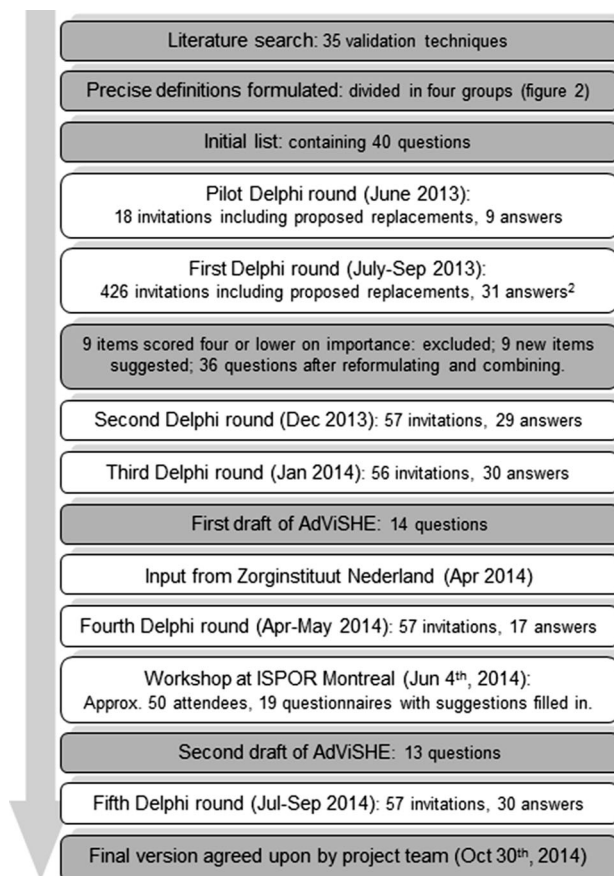 Literature search: 35 validation techniques
Precise definitions formulated: divided in four groups (figure 2)
Initial list: containing 40 questions
Pilot Delphi round (June 2013):
18 invitations including proposed replacements, 9 answers
First Delphi round (July-Sep 2013):
426 invitations including proposed replacements, 31 answers²
9 items scored four or lower on importance: excluded; 9 new items
suggested; 36 questions after reformulating and combining.
Second Delphi round (Dec 2013): 57 invitations, 29 answers
Third Delphi round (Jan 2014): 56 invitations, 30 answers
First draft of AdViSHE: 14 questions
Input from Zorginstituut Nederland (Apr 2014)
Fourth Delphi round (Apr-May 2014): 57 invitations, 17 answers
Workshop at ISPOR Montreal (Jun 4th, 2014):
Approx. 50 attendees, 19 questionnaires with suggestions filled in.
Second draft of AdViSHE: 13 questions
Fifth Delphi round (Jul-Sep 2014): 57 invitations, 30 answers
Final version agreed upon by project team (Oct 30th, 2014)